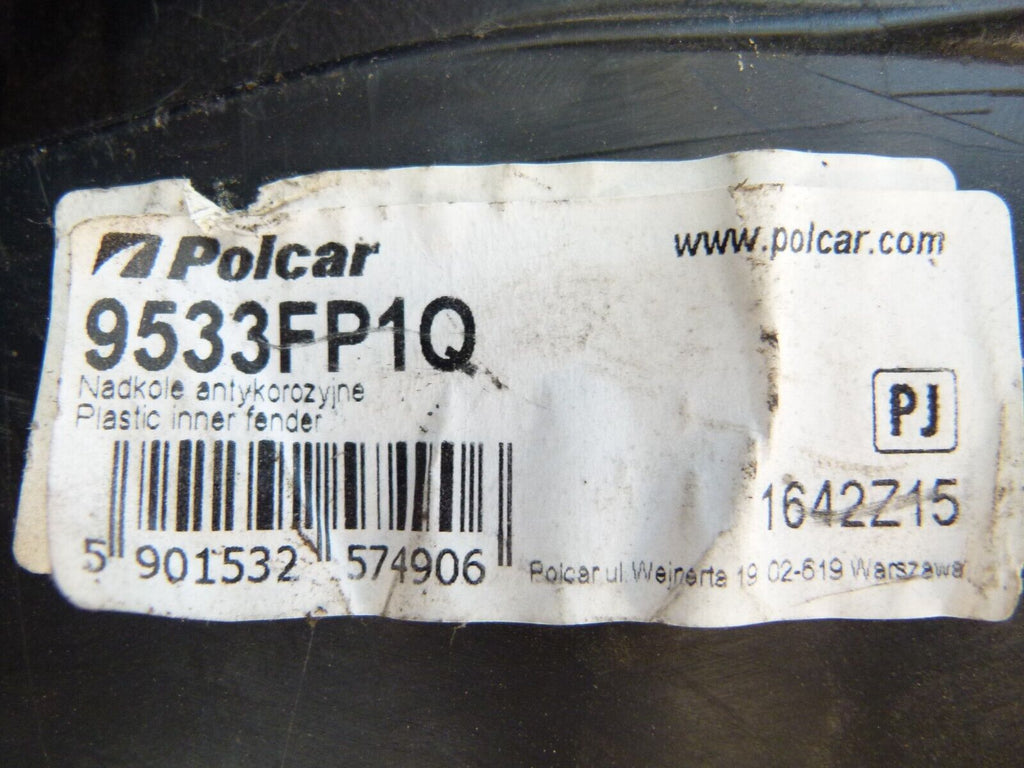 Polcar
www.polcar.com
9533FP1Q
Nadkole antykorozyjne
Plastic inner fender
PJ
1642Z15
5 901532 574906
Polcar ul. Wejnerta 19 02-619 Warszawa